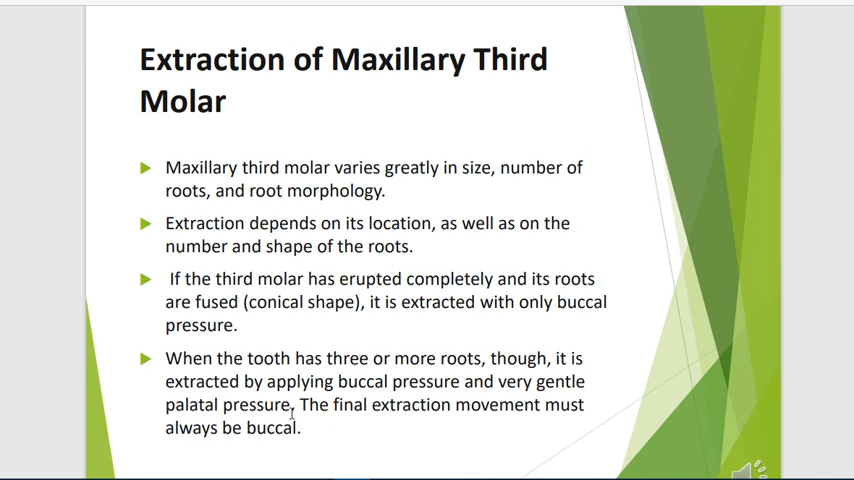 Extraction of Maxillary Third
Molar
Maxillary third molar varies greatly in size, number of
roots, and root morphology.
Extraction depends on its location, as well as on the
number and shape of the roots.
If the third molar has erupted completely and its roots
are fused (conical shape), it is extracted with only buccal
pressure.
When the tooth has three or more roots, though, it is
extracted by applying buccal pressure and very gentle
palatal pressure. The final extraction movement must
always be buccal.